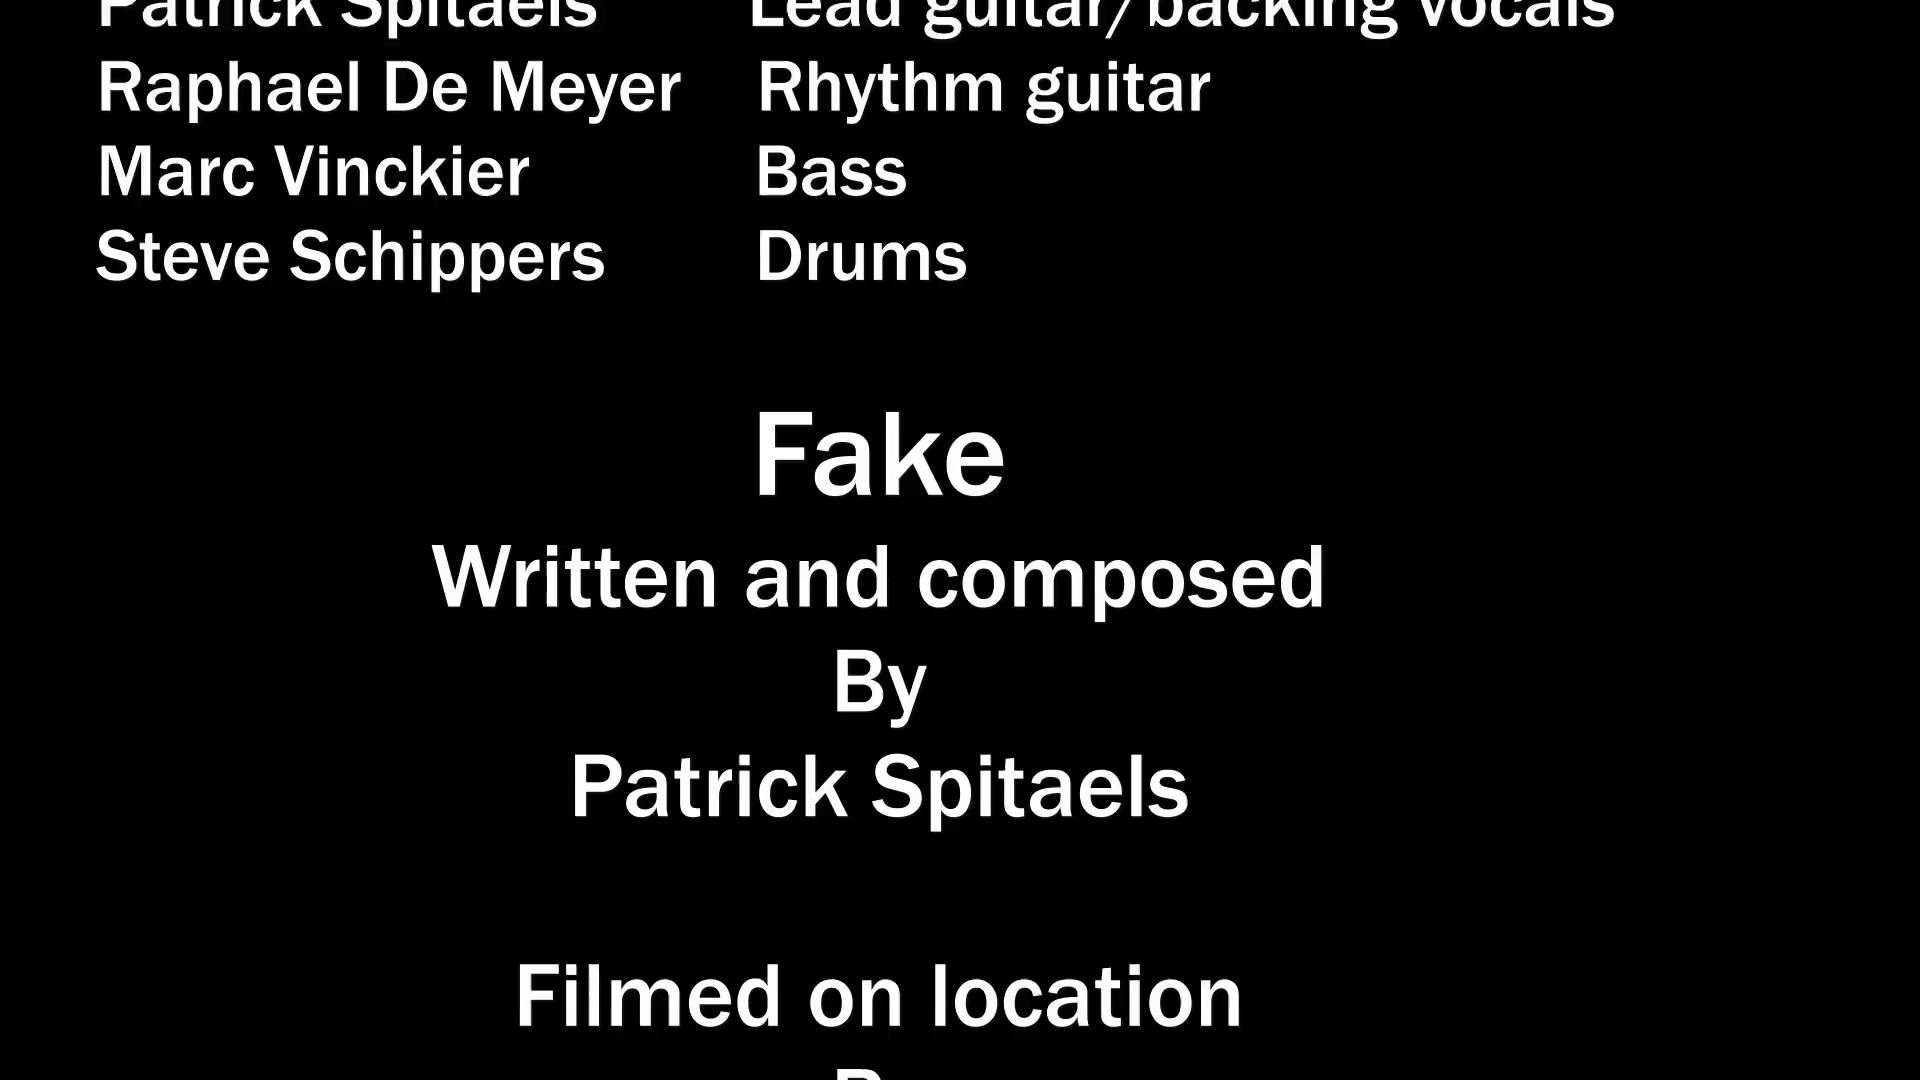 Patrick Spitaels Lead guitar/backing vocals
Raphael De Meyer Rhythm guitar
Marc Vinckier Bass
Steve Schippers Drums
Fake
Written and composed
By
Patrick Spitaels
Filmed on location